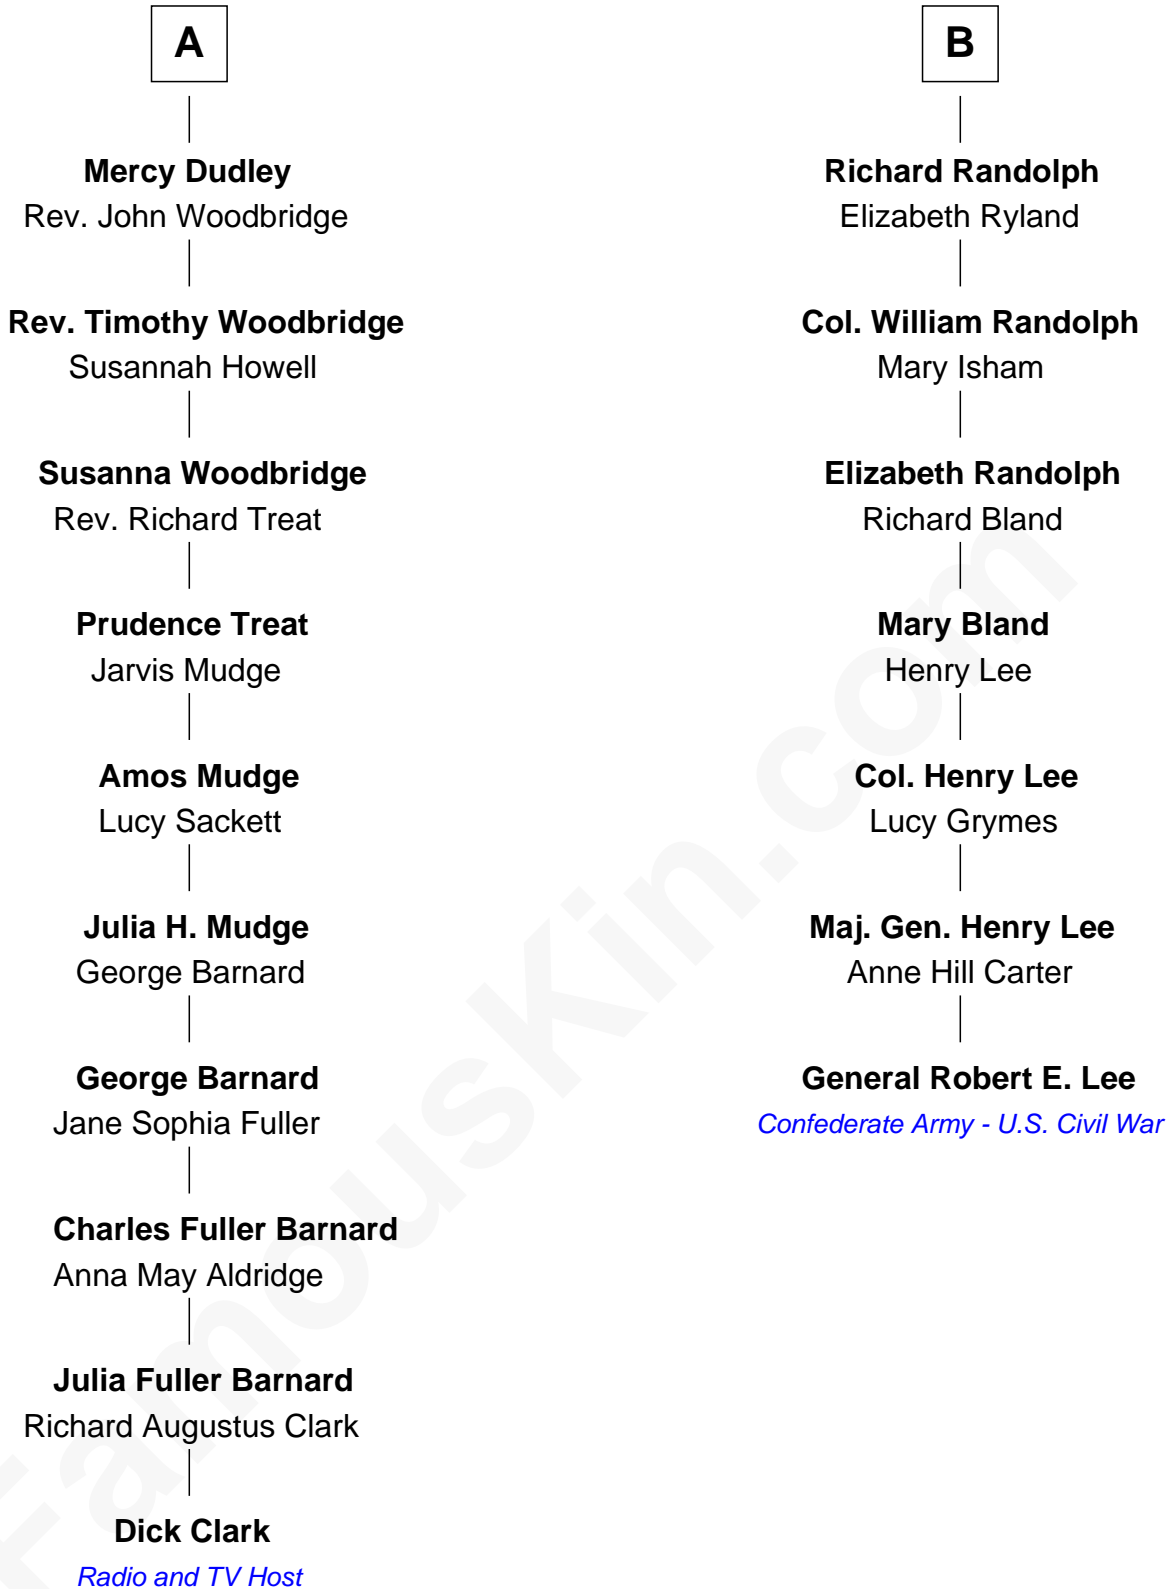 A
Mercy Dudley
Rev. John Woodbridge
Rev. Timothy Woodbridge
Susannah Howell
Susanna Woodbridge
Rev. Richard Treat
Prudence Treat
Jarvis Mudge
Amos Mudge
Lucy Sackett
Julia H. Mudge
George Barnard
George Barnard
Jane Sophia Fuller
Charles Fuller Barnard
Anna May Aldridge
Julia Fuller Barnard
Richard Augustus Clark
Dick Clark
Radio and TV Host
B
Richard Randolph
Elizabeth Ryland
Col. William Randolph
Mary Isham
Elizabeth Randolph
Richard Bland
Mary Bland
Henry Lee
Col. Henry Lee
Lucy Grymes
Maj. Gen. Henry Lee
Anne Hill Carter
General Robert E. Lee
Confederate Army - U.S. Civil War
FamousKin.com